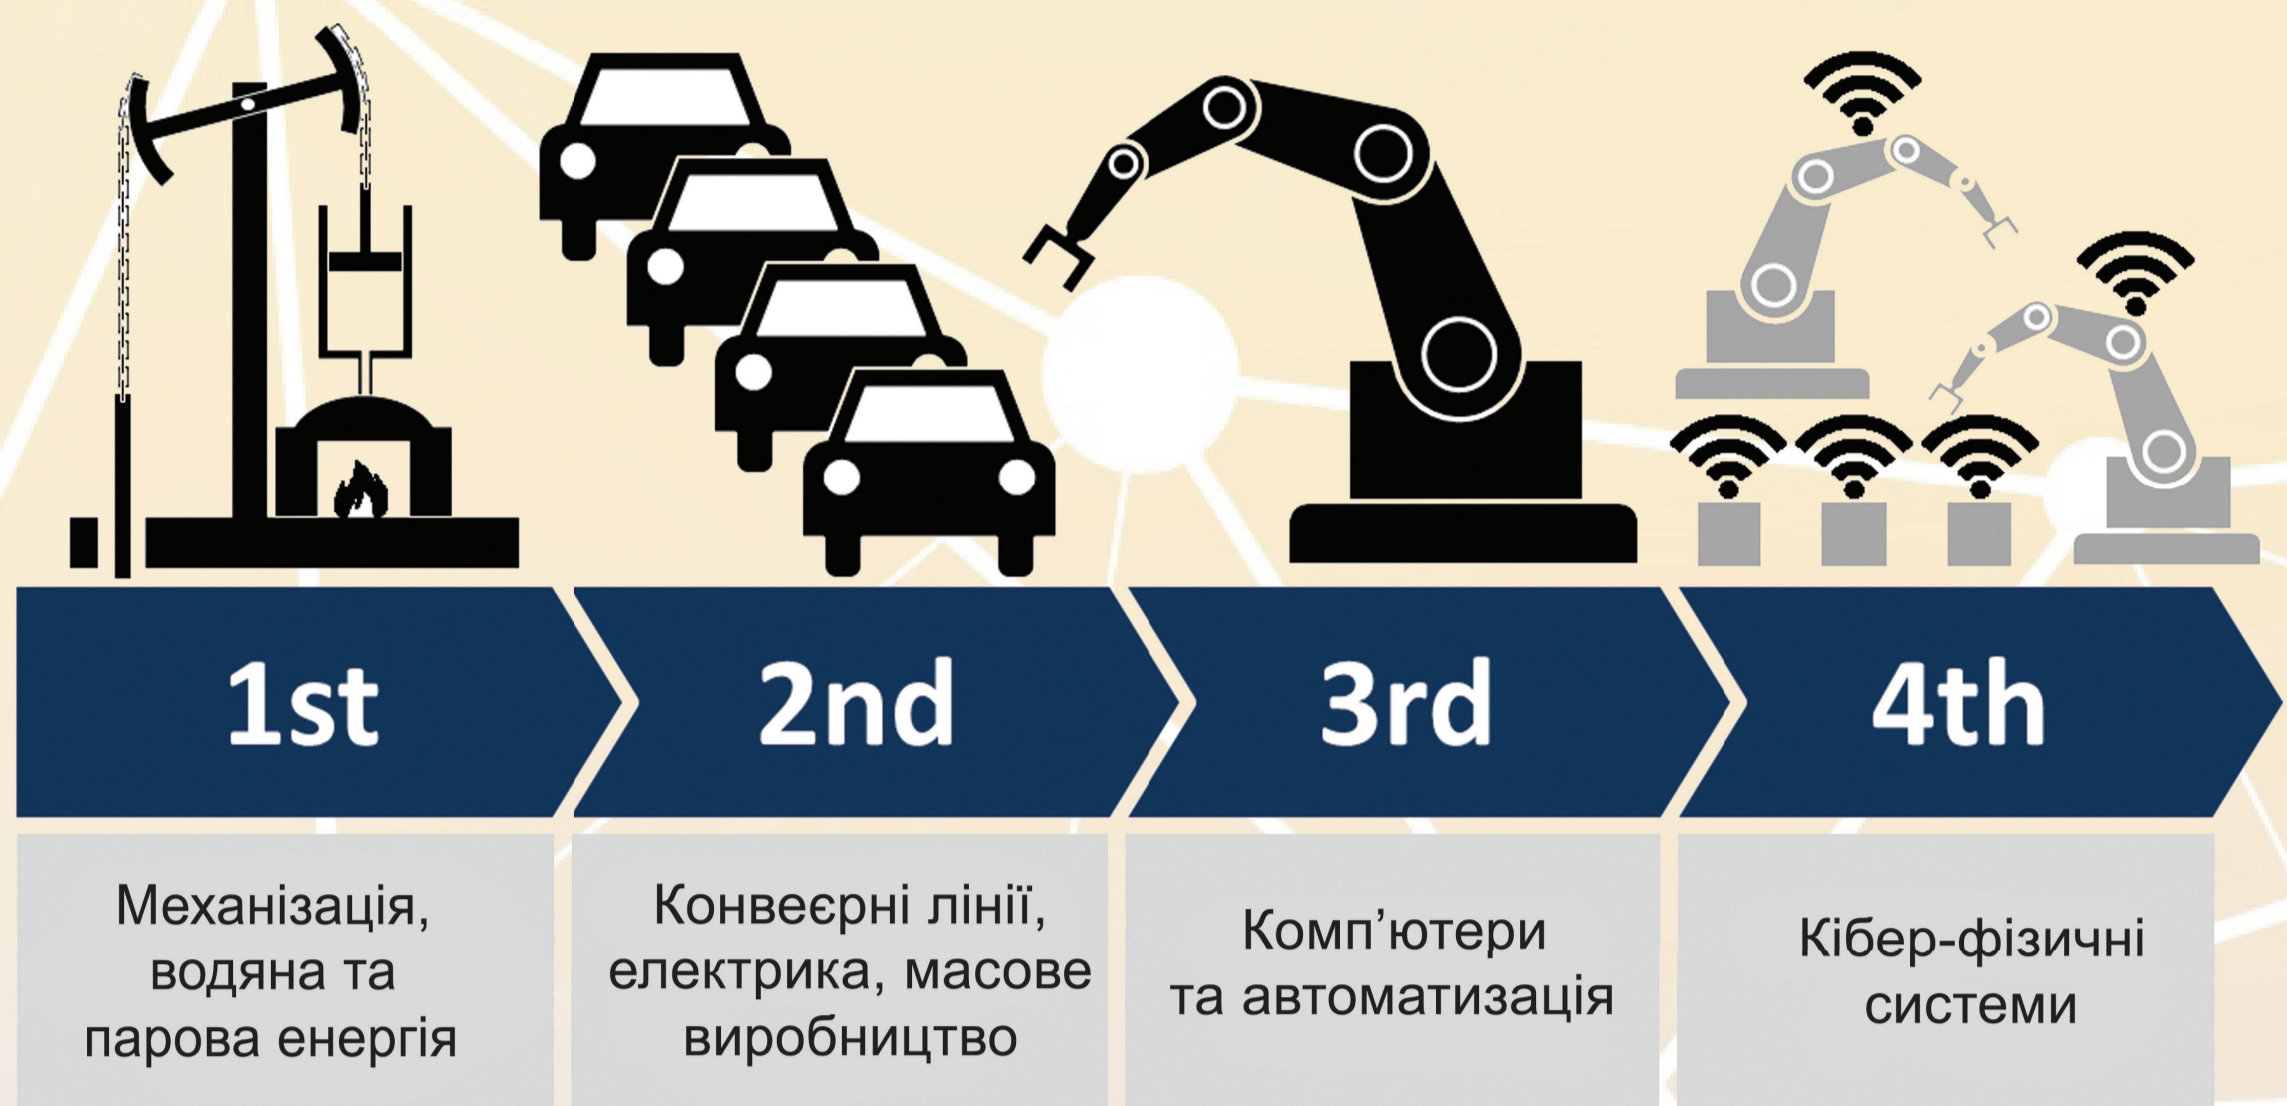 1st
2nd
3rd
4th
Механізація,
водяна та
парова енергія
Конвеєрні лінії,
електрика, масове
виробництво
Комп’ютери
та автоматизація
Кібер-фізичні
системи